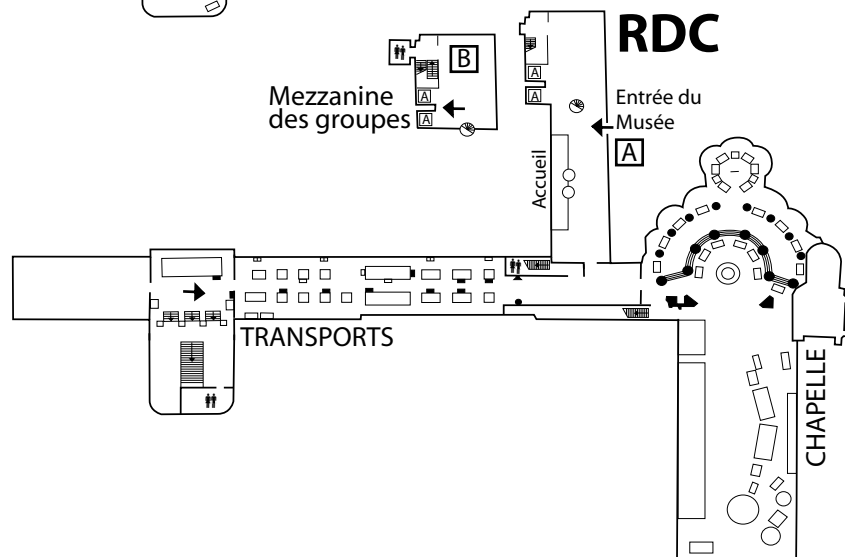 RDC
B
A
A
Mezzanine
des groupes
A
A
Entrée du
Musée
A
Accueil
TRANSPORTS
CHAPELLE